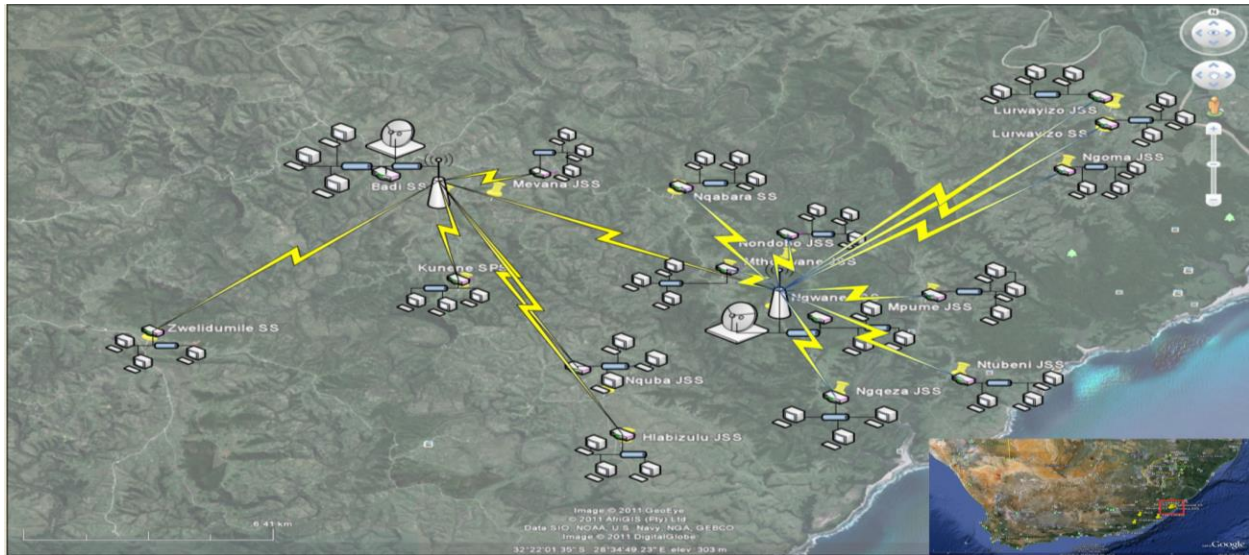 N
Lurwayizo JSS
Lurwayizo SS
Ngoma JSS
Badi SS
Mevana JSS
Nqabara SS
Nondobo JSS
Kunene SPS
Mpume JSS
Zwelidumile SS
Nquba JSS
Ntubeni JSS
Ngqeza JSS
Hlabizulu JSS
6.41 km
Image © 2011 GeoEye
© 2011 AfriGIS (Pty) Ltd
Data SIO, NOAA, U.S. Navy, NGA, GEBCO
Image © 2011 DigitalGlobe
32°22'01.35" S 28°34'49.23" E elev 303 m
Google